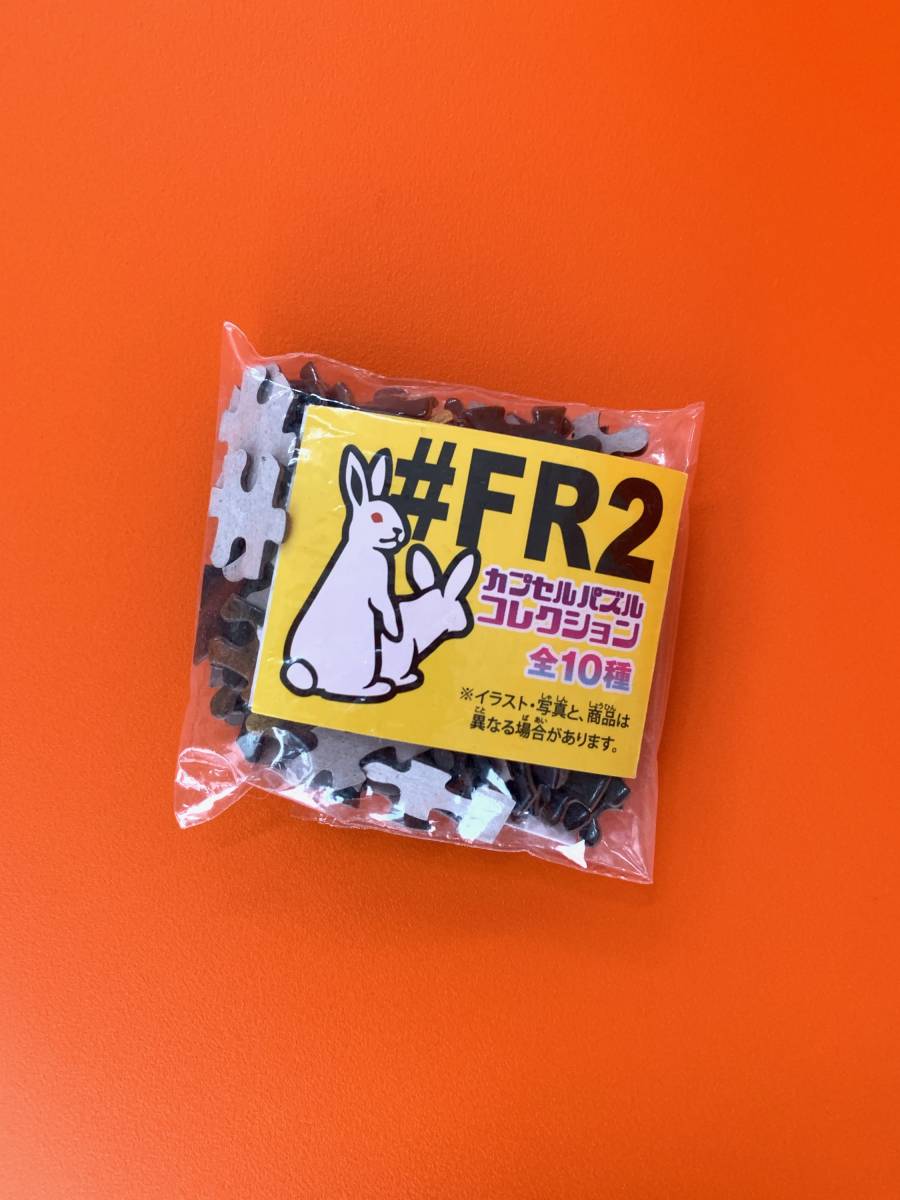 #FR2
カプセルパズル
コレクション
全10種
※イラスト・写真と、商品は
異なる場合があります。